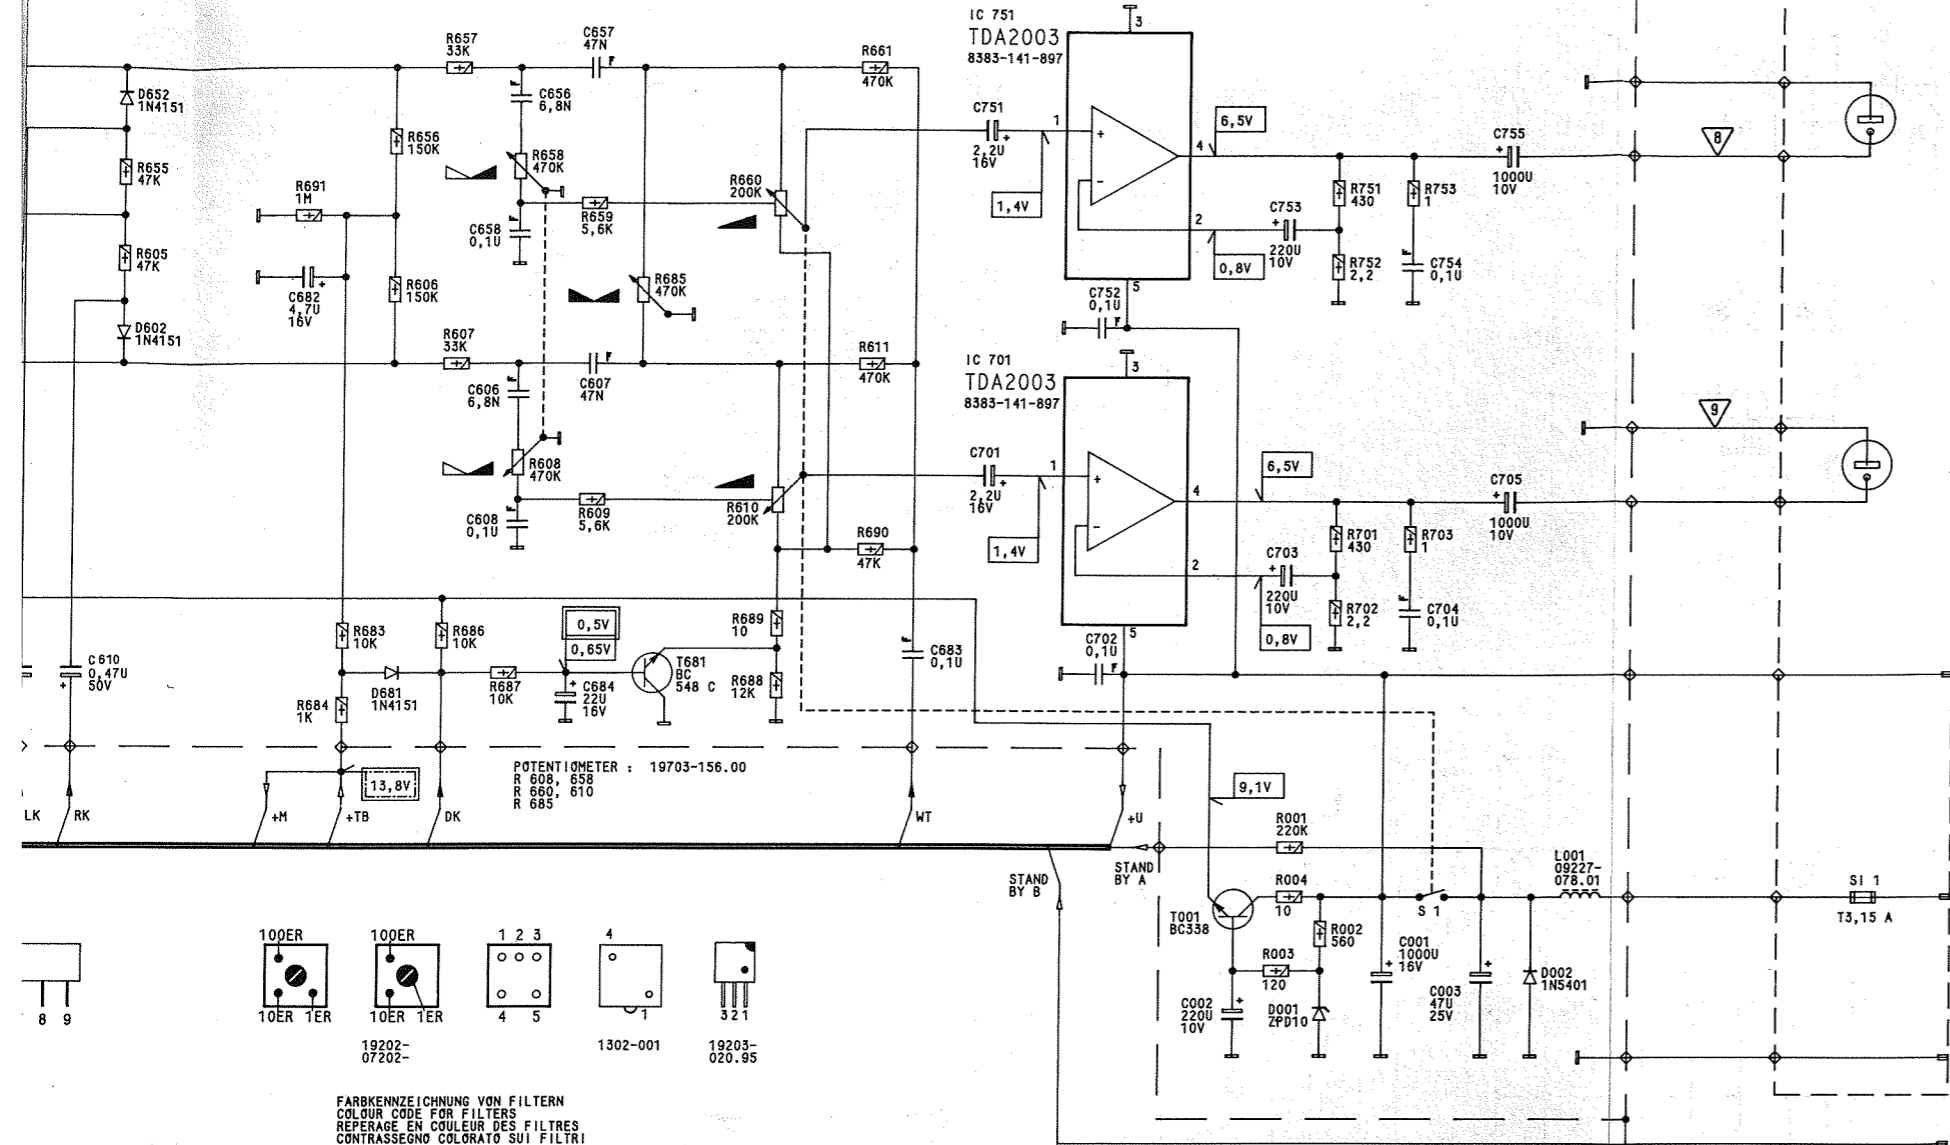 IC 751
TDA2003
8383-141-897
3
R657
33K
C657
47N
R661
470K
D652
1N4151
C656
6,8N
C751
2,2U
16V
1
6,5V
4
C755
1000U
10V
8
R656
150K
R655
47K
R658
470K
R660
200K
R691
1M
1,4V
R751
430
R753
1
C658
0,1U
R659
5,6K
2
C753
220U
10V
0,8V
R752
2,2
C754
0,1U
R605
47K
C682
4,7U
16V
R606
150K
R685
470K
5
C752
0,1U
D602
1N4151
R607
33K
C607
47N
R611
470K
IC 701
TDA2003
8383-141-897
3
C606
6,8N
9
R608
470K
C701
2,2U
16V
1
6,5V
4
C705
1000U
10V
C608
0,1U
R609
5,6K
R610
200K
R690
47K
1,4V
R701
430
R703
1
2
C703
220U
10V
0,8V
R702
2,2
C704
0,1U
R683
10K
R686
10K
0,5V
0,65V
R689
10
5
C702
0,1U
C610
0,47U
50V
T681
BC
548 C
C683
0,1U
D681
1N4151
R687
10K
C684
22U
16V
R688
12K
R684
1K
13,8V
POTENTIOMETER : 19703-156.00
R 608, 658
R 660, 610
R 685
9,1V
LK
RK
+M
+TB
DK
WT
+U
R001
220K
STAND
BY B
STAND
BY A
L001
09227-
078.01
R004
10
S 1
SI 1
T3,15 A
T001
BC338
R002
560
C001
1000U
16V
R003
120
C003
47U
25V
D002
1N5401
C002
220U
10V
D001
ZPD10
8 9
100ER
10ER 1ER
100ER
10ER 1ER
1 2 3
4 5
4
1
321
19202-
07202-
1302-001
19203-
020.95
FARBKENNZEICHNUNG VON FILTERN
COLOUR CODE FOR FILTERS
REPERAGE EN COULEUR DES FILTRES
CONTRASSEGNO COLORATO SUI FILTRI